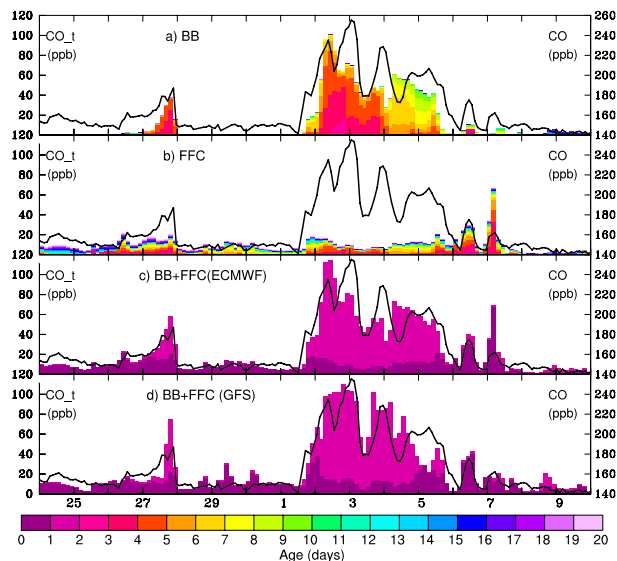 120 260
CO_t a) BB CO
100 240
(ppb) (ppb)
80 220
60 200
40 180
20 160
120 140
CO_t b) FFC CO
100 240
(ppb) (ppb)
80 220
60 200
40 180
20 160
120 140
CO_t c) BB+FFC(ECMWF) CO
100 240
(ppb) (ppb)
80 220
60 200
40 180
20 160
120 140
CO_t d) BB+FFC (GFS) CO
100 240
(ppb) (ppb)
80 220
60 200
40 180
20 160
0 140
25 27 29 1 3 5 7
0 1 2 3 4 5 6 7 8 9 10 11 12 13 14 15 16 17 18 19 20
Age (days)